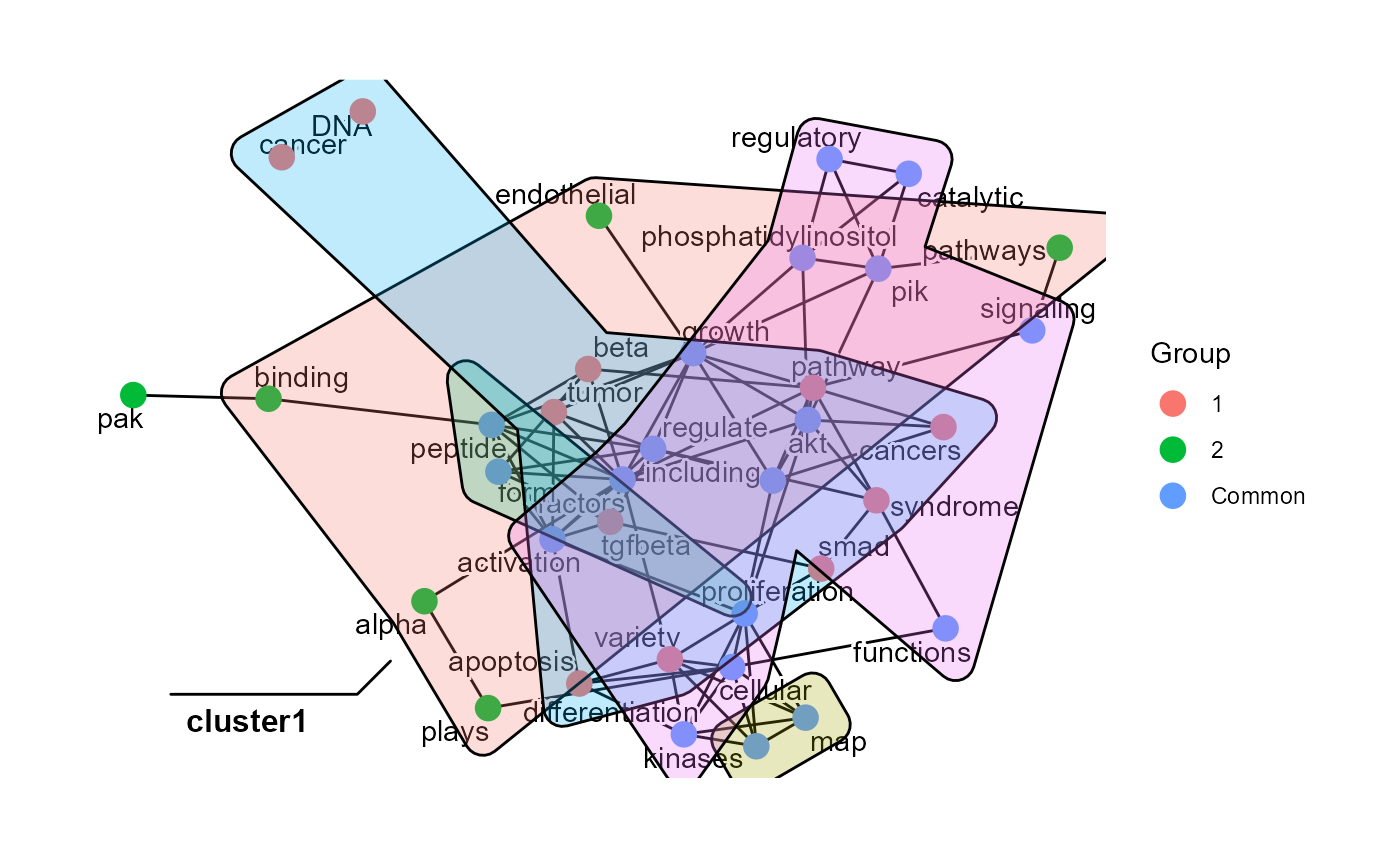 DNA
cancer
regulatory
catalytic
endothelial
phosphatidylinositol
pathways
pik
signaling
growth
beta
pathway
binding
tumor
pak
regulate
akt
peptide
cancers
including
form
factors
syndrome
tgfbeta
smad
activation
proliferation
alpha
variety
functions
apoptosis
cellular
differentiation
plays
map
kinases
cluster1
Group
1
2
Common